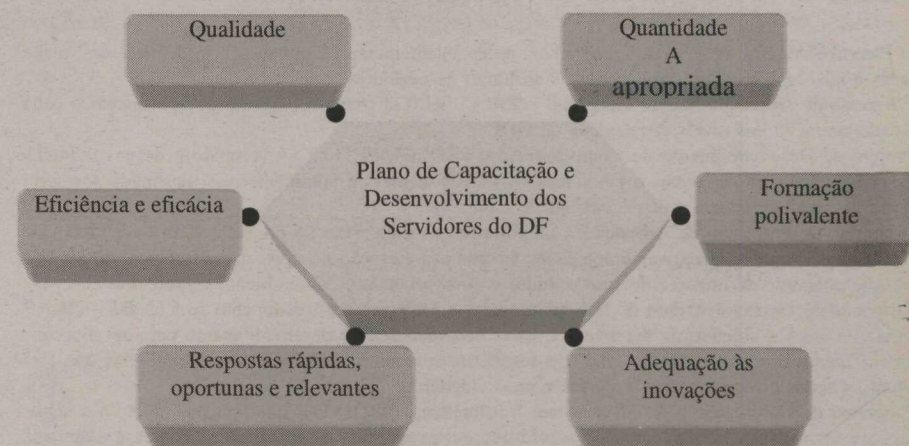 Qualidade
Quantidade
A
apropriada
Plano de Capacitação e
Desenvolvimento dos
Servidores do DF
Eficiência e eficácia
Formação
polivalente
Respostas rápidas,
oportunas e relevantes
Adequação às
inovações